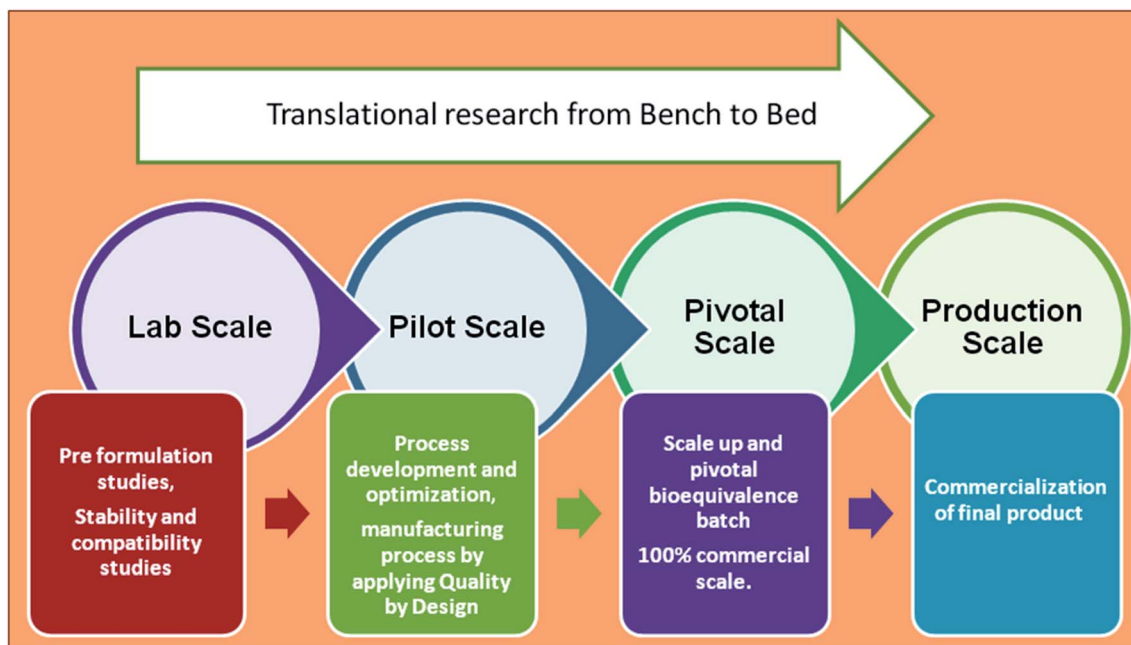 Translational research from Bench to Bed
Lab Scale
Pilot Scale
Pivotal
Scale
Production
Scale
Pre formulation
studies,
Stability and
compatibility
studies
Process
development and
optimization,
manufacturing
process by
applying Quality
by Design
Scale up and
pivotal
bioequivalence
batch
100% commercial
scale.
Commercialization
of final product